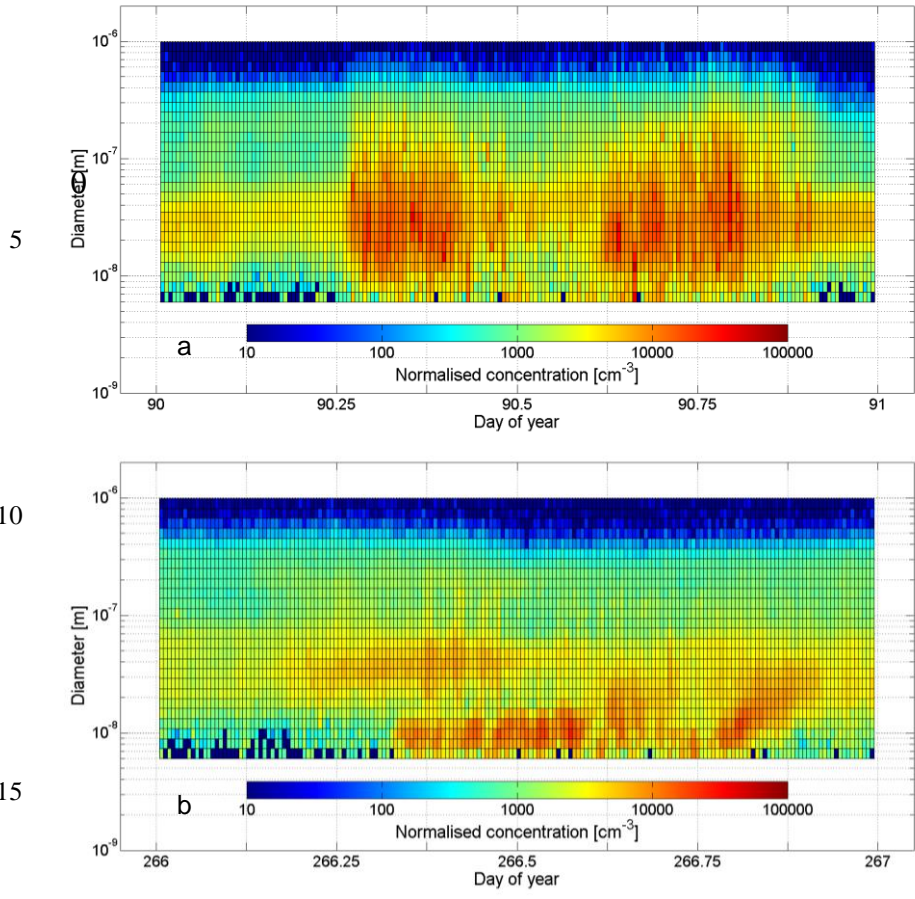 10^-6
10^-7
O
Diameter [m]
5
10^-8
a
10 100 1000 10000 100000
Normalised concentration [cm^-3]
10^-9
90 90.25 90.5 90.75 91
Day of year
10
10^-6
10^-7
Diameter [m]
10^-8
15
b
10 100 1000 10000 100000
Normalised concentration [cm^-3]
10^-9
266 266.25 266.5 266.75 267
Day of year